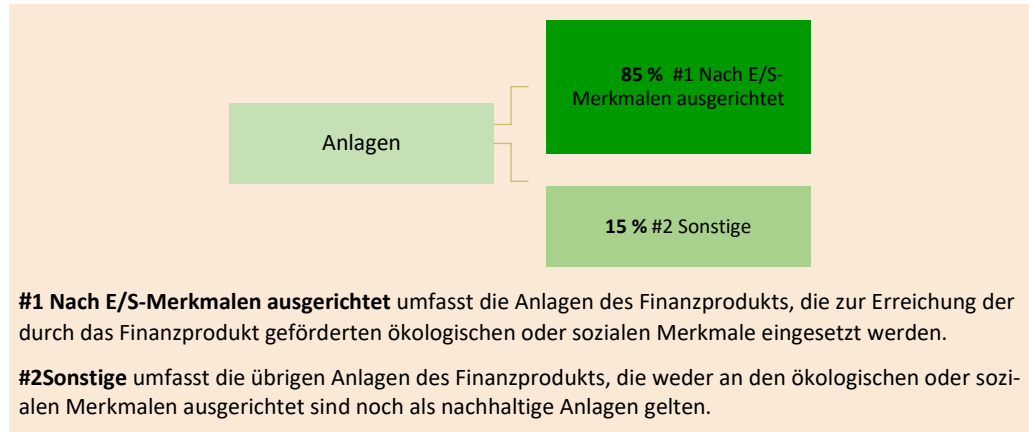 85 % #1 Nach E/S-
Merkmalen ausgerichtet
Anlagen
15 % #2 Sonstige
#1 Nach E/S-Merkmalen ausgerichtet umfasst die Anlagen des Finanzprodukts, die zur Erreichung der
durch das Finanzprodukt geförderten ökologischen oder sozialen Merkmale eingesetzt werden.
#2Sonstige umfasst die übrigen Anlagen des Finanzprodukts, die weder an den ökologischen oder sozi-
alen Merkmalen ausgerichtet sind noch als nachhaltige Anlagen gelten.